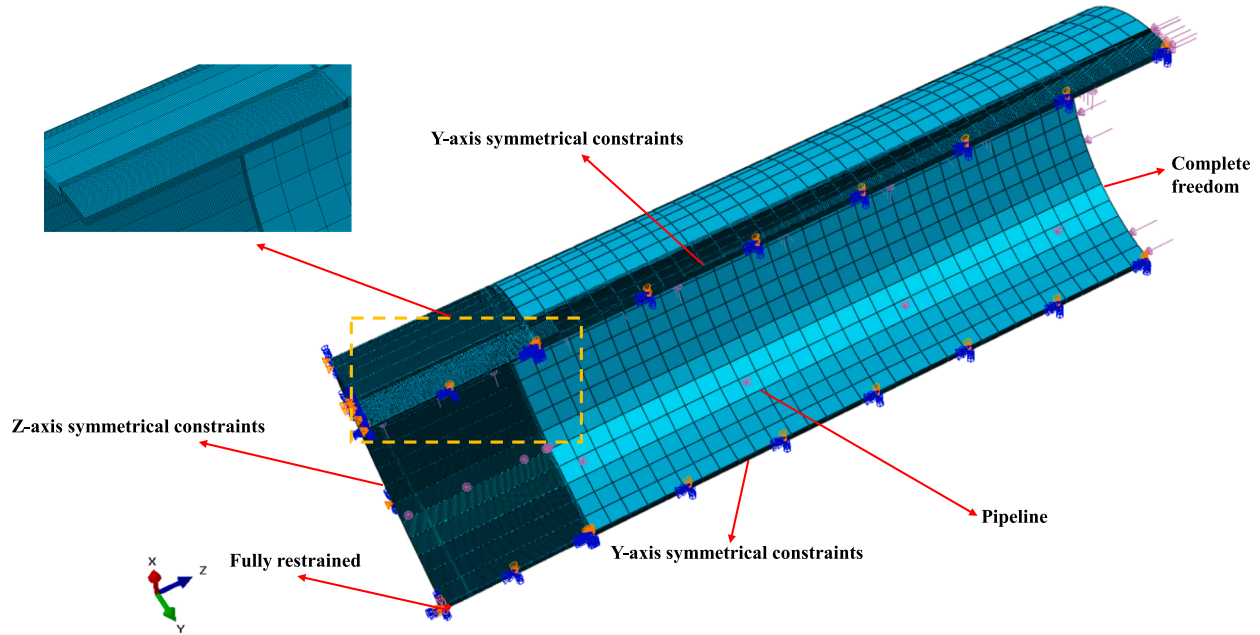 Y-axis symmetrical constraints
Complete
freedom
Z-axis symmetrical constraints
Pipeline
Y-axis symmetrical constraints
Fully restrained
X
Z
Y